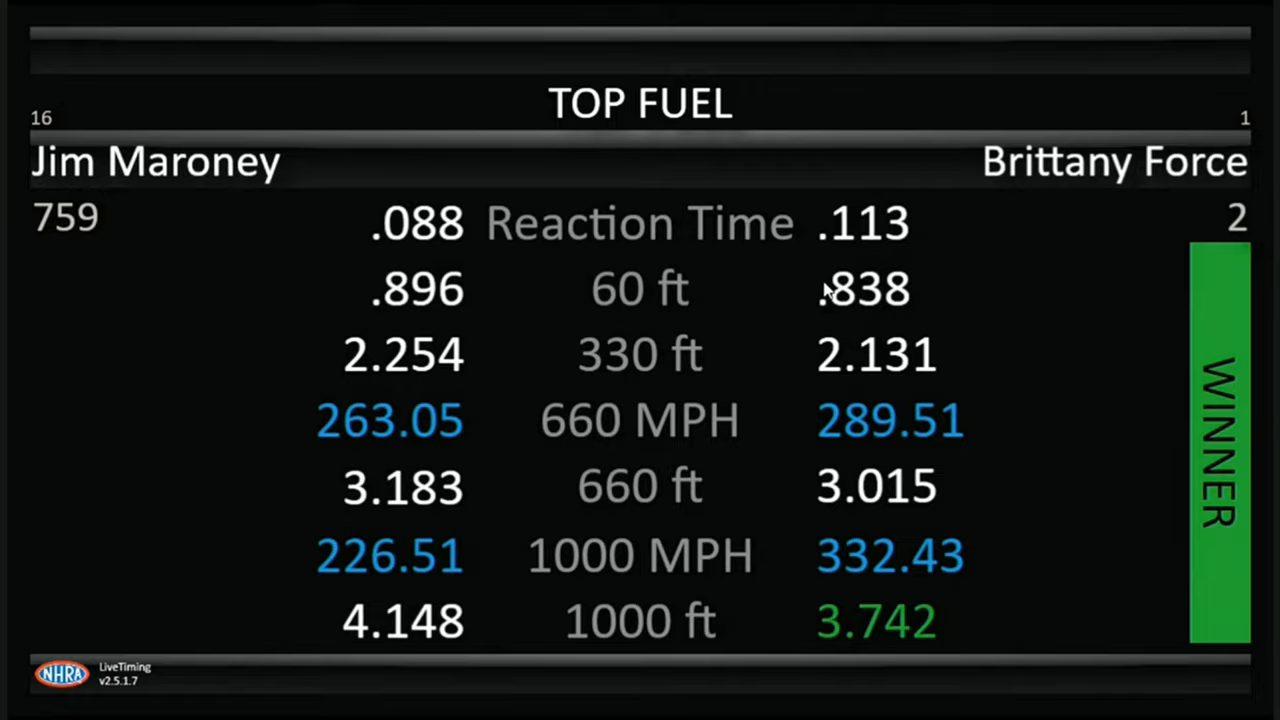 TOP FUEL
16 1
Jim Maroney Brittany Force
759 .088 Reaction Time .113 2
.896 60 ft .838
2.254 330 ft 2.131
263.05 660 MPH 289.51
3.183 660 ft 3.015
226.51 1000 MPH 332.43
4.148 1000 ft 3.742
WINNER
NHRA LiveTiming
v2.5.1.7